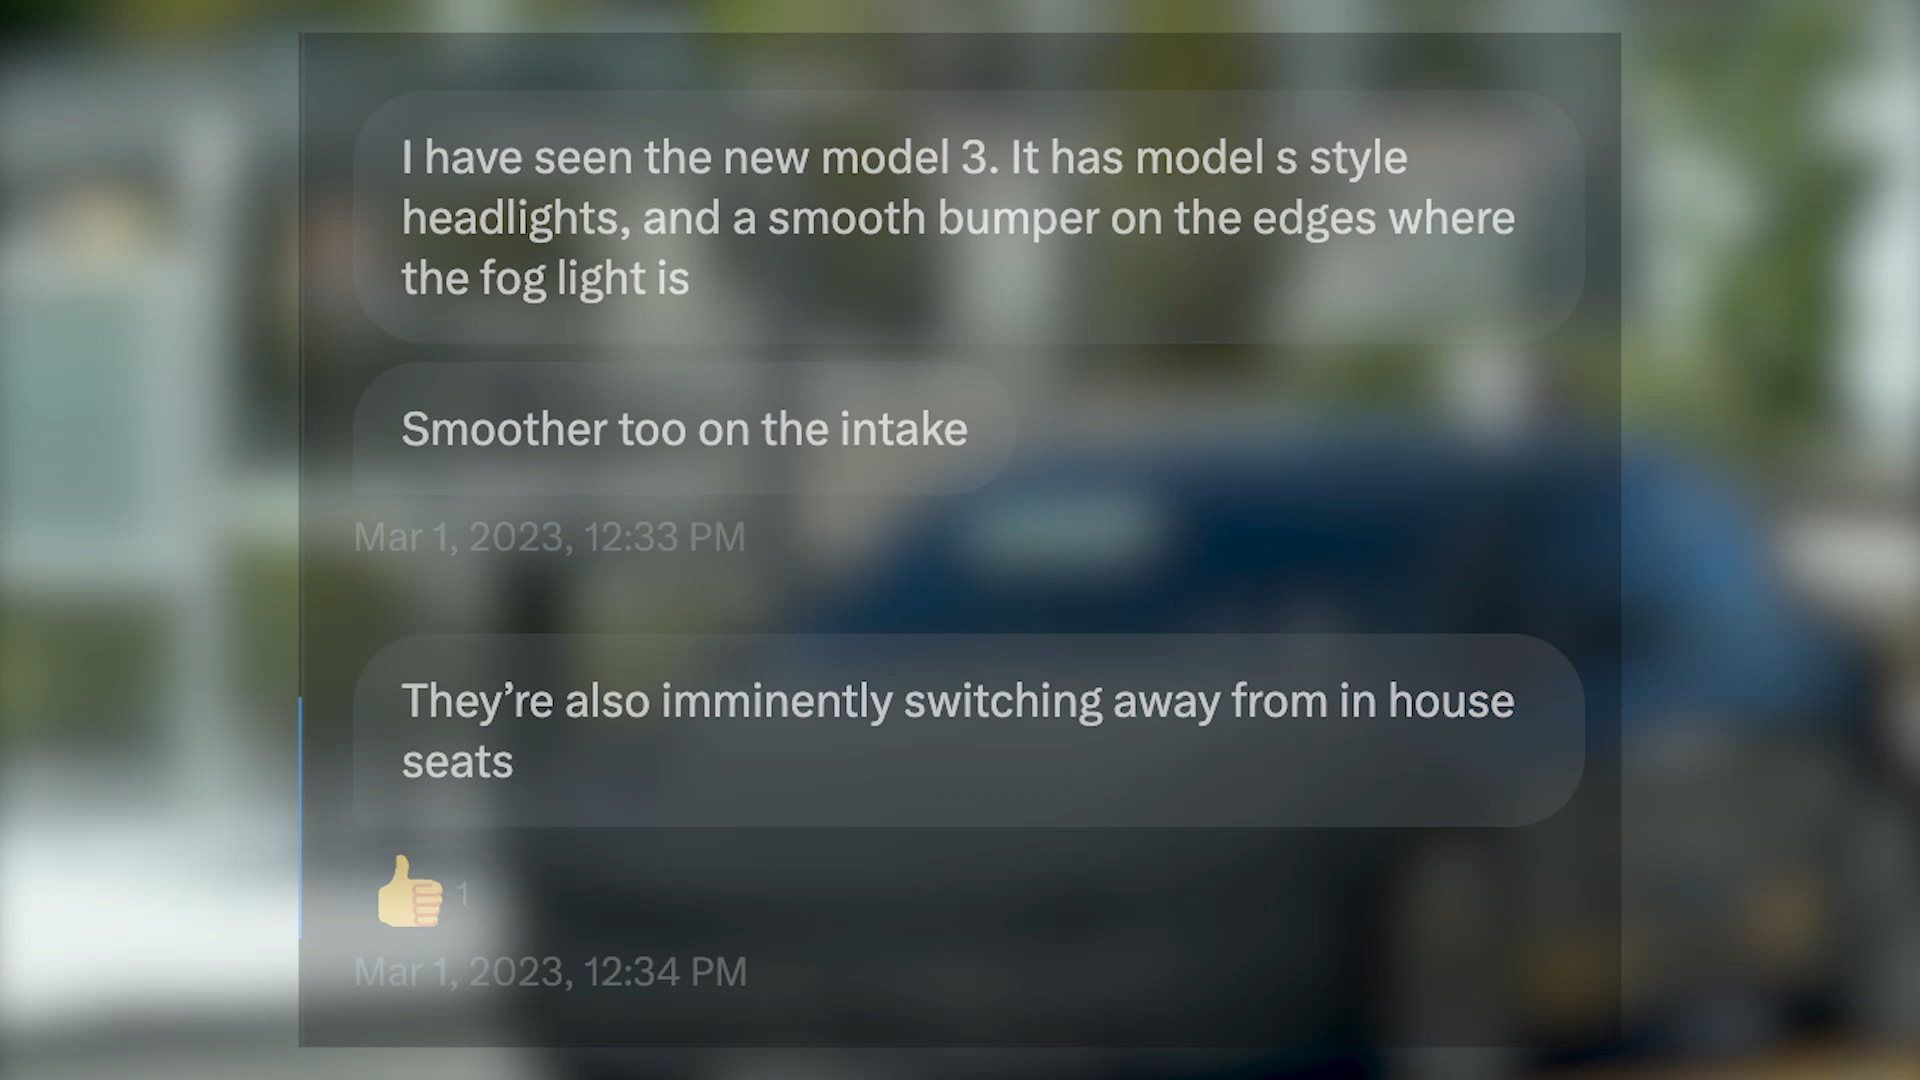 I have seen the new model 3. It has model s style
headlights, and a smooth bumper on the edges where
the fog light is
Smoother too on the intake
Mar 1, 2023, 12:33 PM
They’re also imminently switching away from in house
seats
1
Mar 1, 2023, 12:34 PM